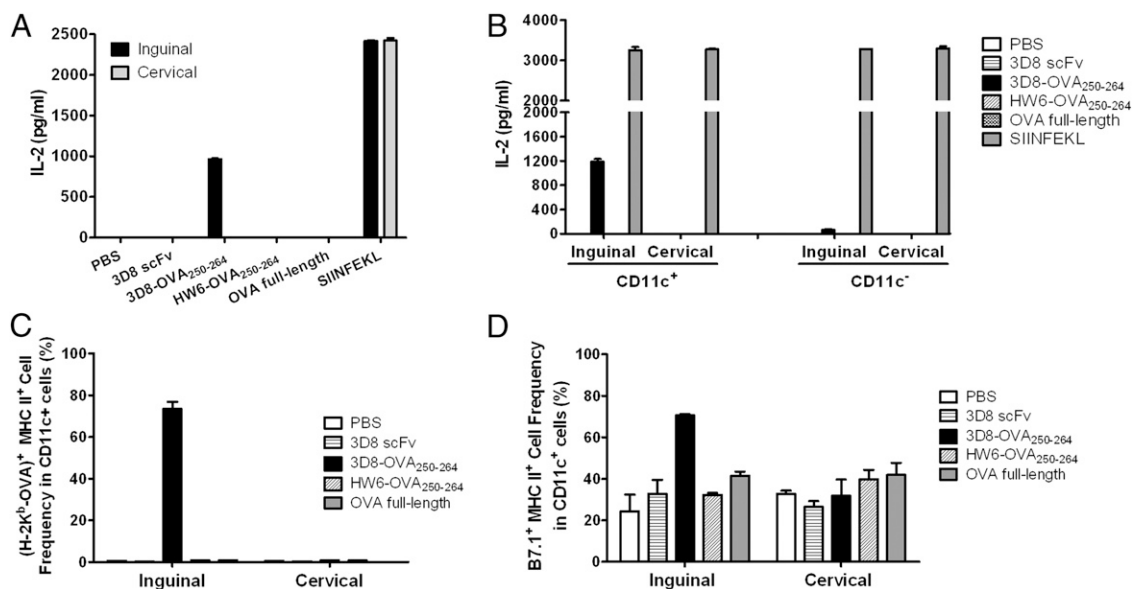 A
IL-2 (pg/ml)
2500
2000
1500
1000
500
0
Inguinal
Cervical
PBS
3D8 scFv
3D8-OVA250-264
HW6-OVA250-264
OVA full-length
SIINFEKL
B
IL-2 (pg/ml)
4000
3200
2400
2000
1600
1200
800
400
0
Inguinal Cervical
CD11c+
Inguinal Cervical
CD11c-
PBS
3D8 scFv
3D8-OVA250-264
HW6-OVA250-264
OVA full-length
SIINFEKL
C
(H-2Kb-OVA)+ MHC II+ Cell
Frequency in CD11c+ cells (%)
100
80
60
40
20
0
Inguinal Cervical
PBS
3D8 scFv
3D8-OVA250-264
HW6-OVA250-264
OVA full-length
D
B7.1+ MHC II+ Cell Frequency
in CD11c+ cells (%)
100
80
60
40
20
0
Inguinal Cervical
PBS
3D8 scFv
3D8-OVA250-264
HW6-OVA250-264
OVA full-length